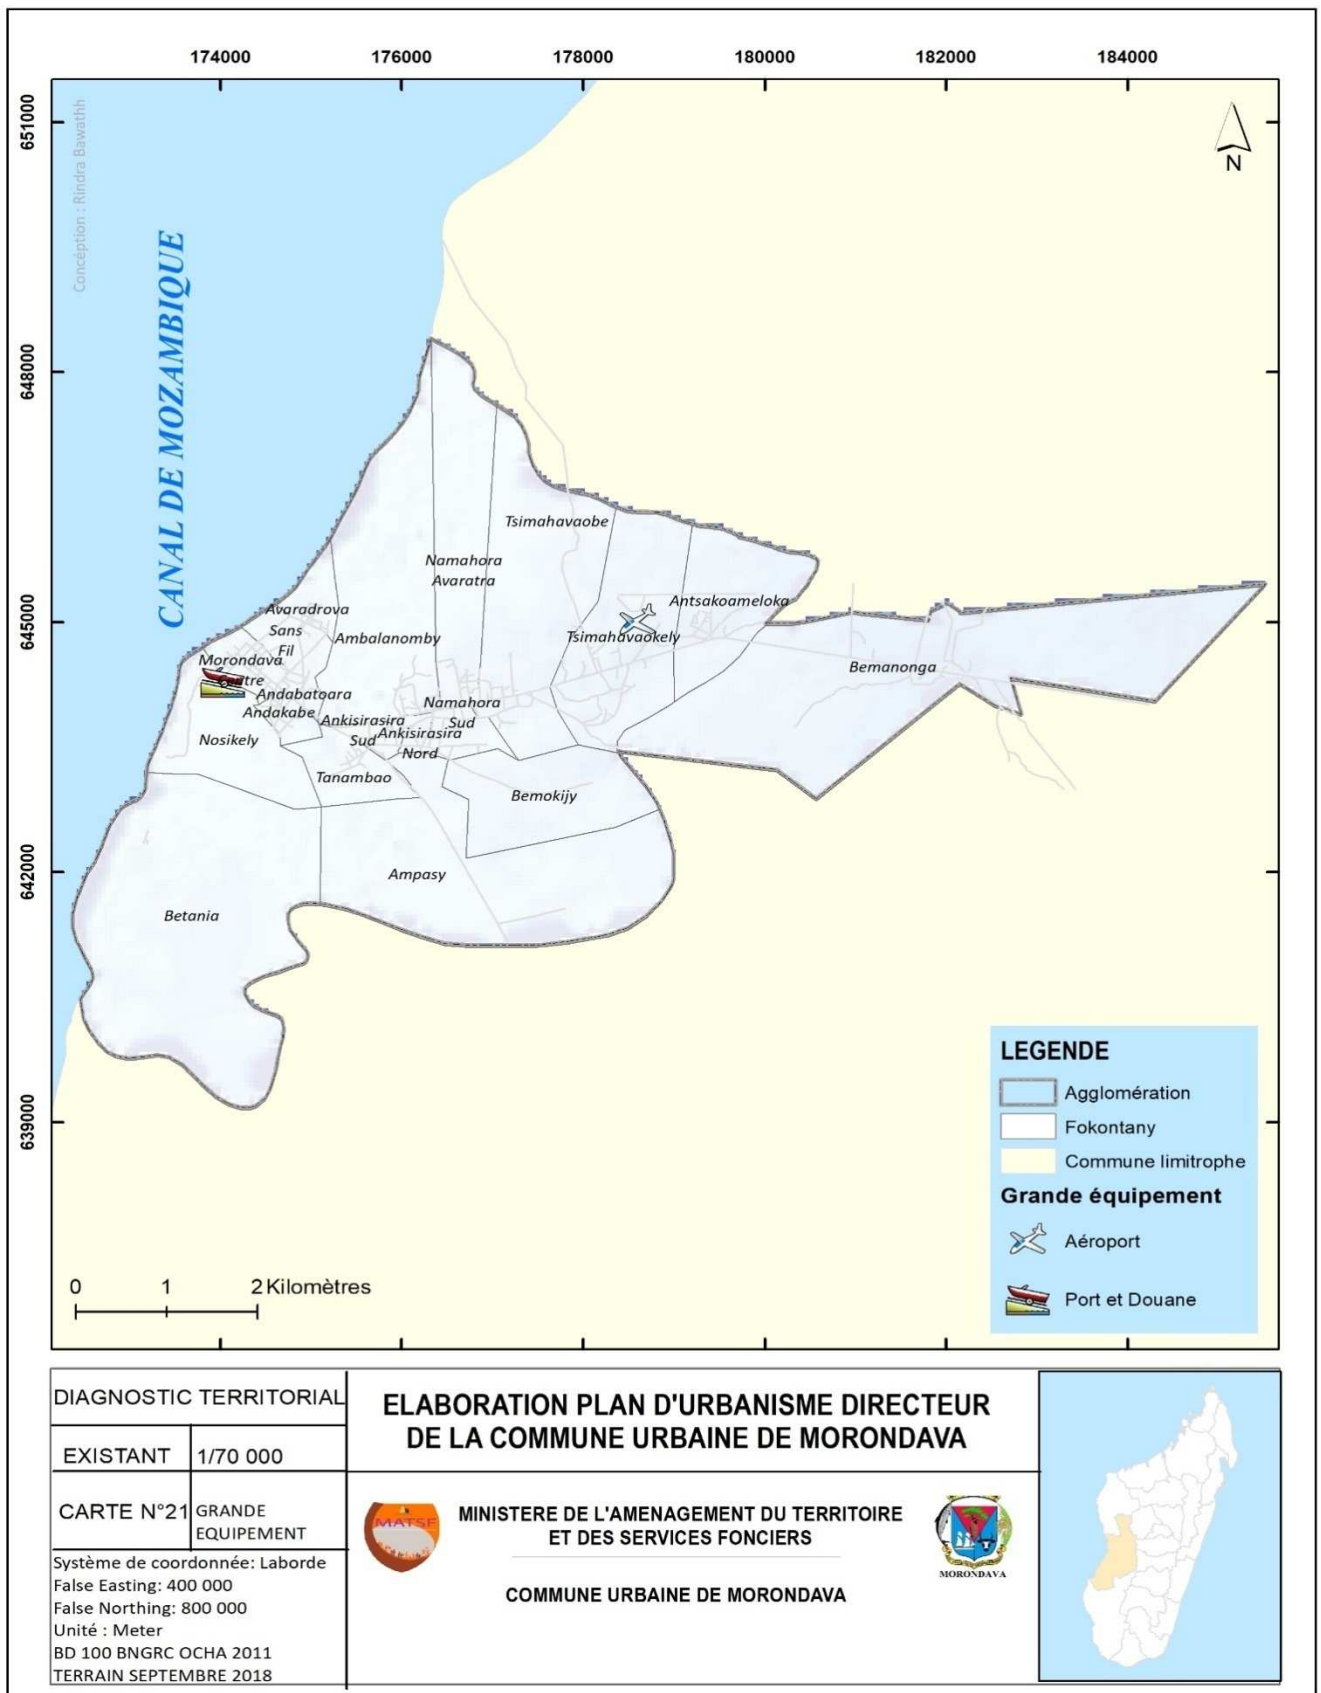 174000
176000
178000
180000
182000
184000
651000
648000
645000
642000
639000
Concéption : Rindra Bawathh
CANAL DE MOZAMBIQUE
N
Tsimahavaobe
Namahora
Avaratra
Antsakoameloka
Avaradrova
Sans
Fil
Ambalanomby
Tsimahavaokely
Bemanonga
Morondava
Centre
Andabatoara
Andakabe
Namahora
Sud
Ankisirasira
Sud
Ankisirasira
Nord
Nosikely
Tanambao
Bemokijy
Ampasy
Betania
LEGENDE
Agglomération
Fokontany
Commune limitrophe
Grande équipement
Aéroport
Port et Douane
0 1 2 Kilomètres
DIAGNOSTIC TERRITORIAL
EXISTANT 1/70 000
CARTE N°21 GRANDE
EQUIPEMENT
Système de coordonnée: Laborde
False Easting: 400 000
False Northing: 800 000
Unité : Meter
BD 100 BNGRC OCHA 2011
TERRAIN SEPTEMBRE 2018
ELABORATION PLAN D'URBANISME DIRECTEUR
DE LA COMMUNE URBAINE DE MORONDAVA
MATSF
MINISTERE DE L'AMENAGEMENT DU TERRITOIRE
ET DES SERVICES FONCIERS
COMMUNE URBAINE DE MORONDAVA
MORONDAVA